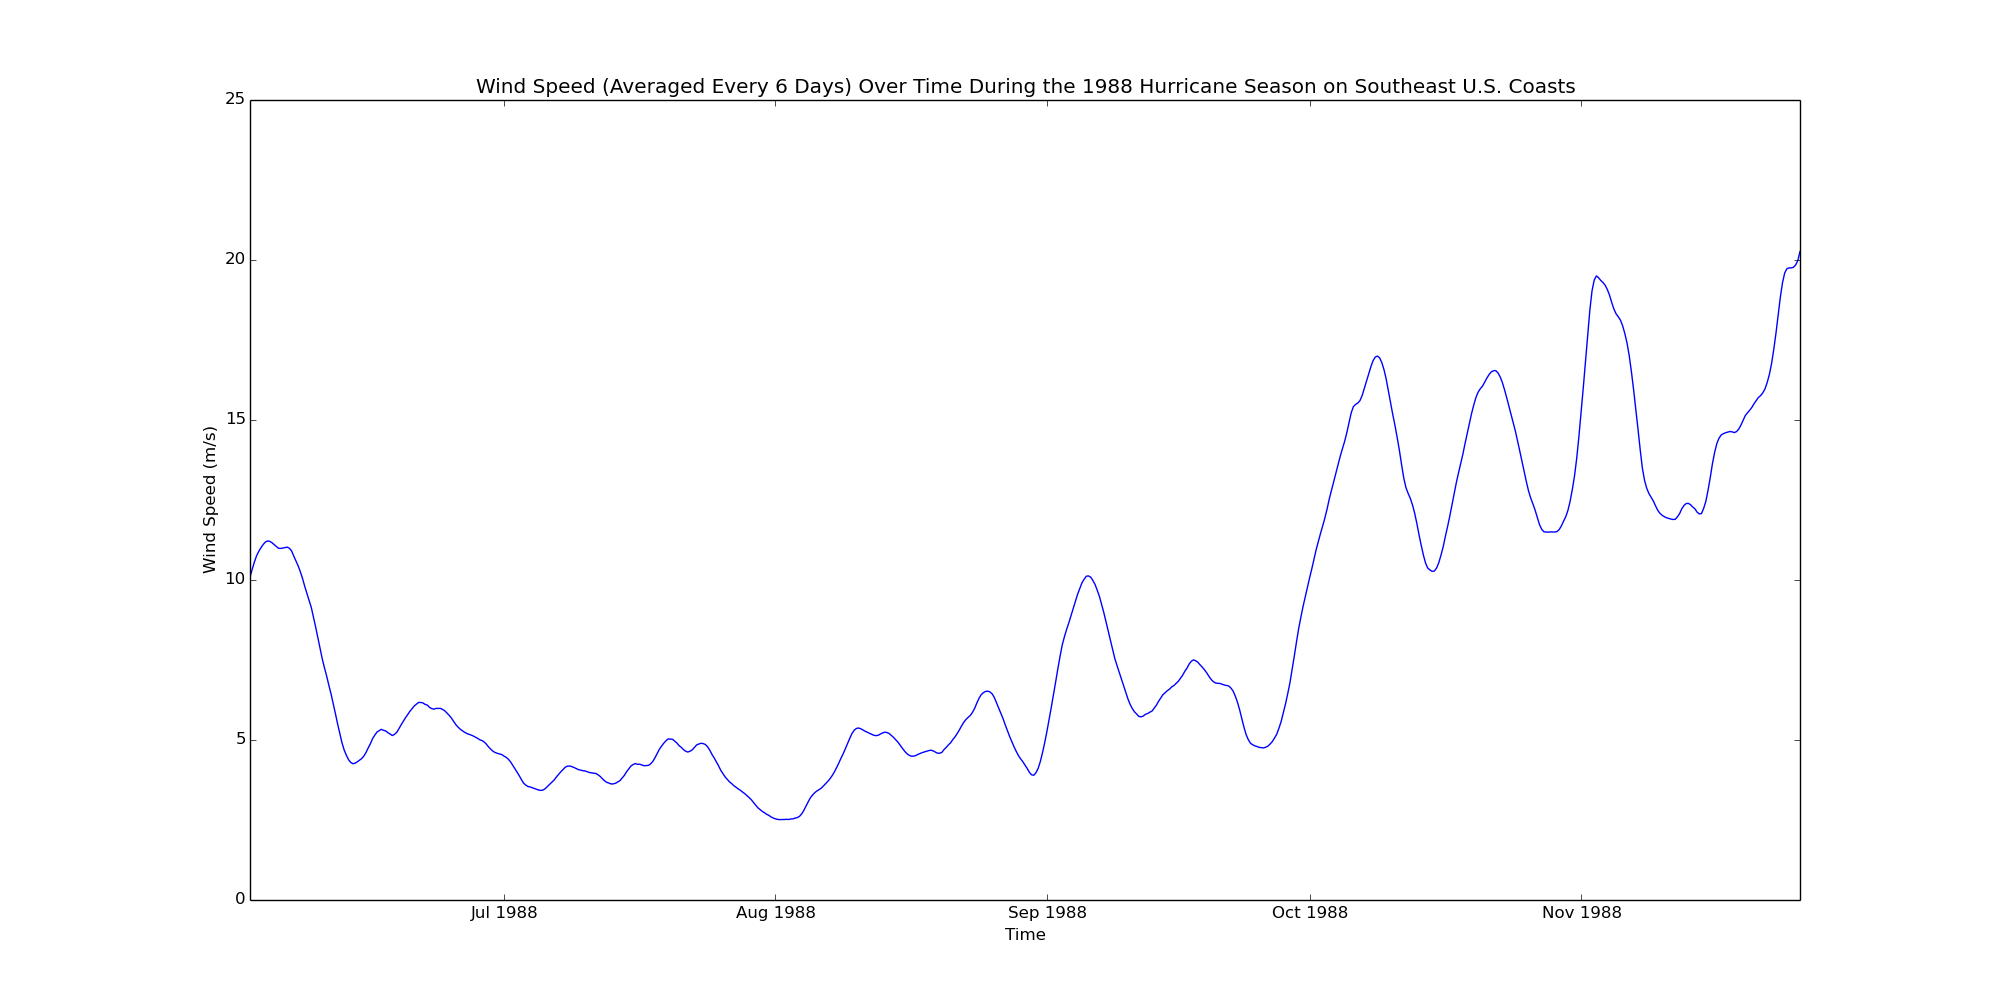 Wind Speed (Averaged Every 6 Days) Over Time During the 1988 Hurricane Season on Southeast U.S. Coasts
25
20
15
10
5
0
Wind Speed (m/s)
Jul 1988
Aug 1988
Sep 1988
Oct 1988
Nov 1988
Time